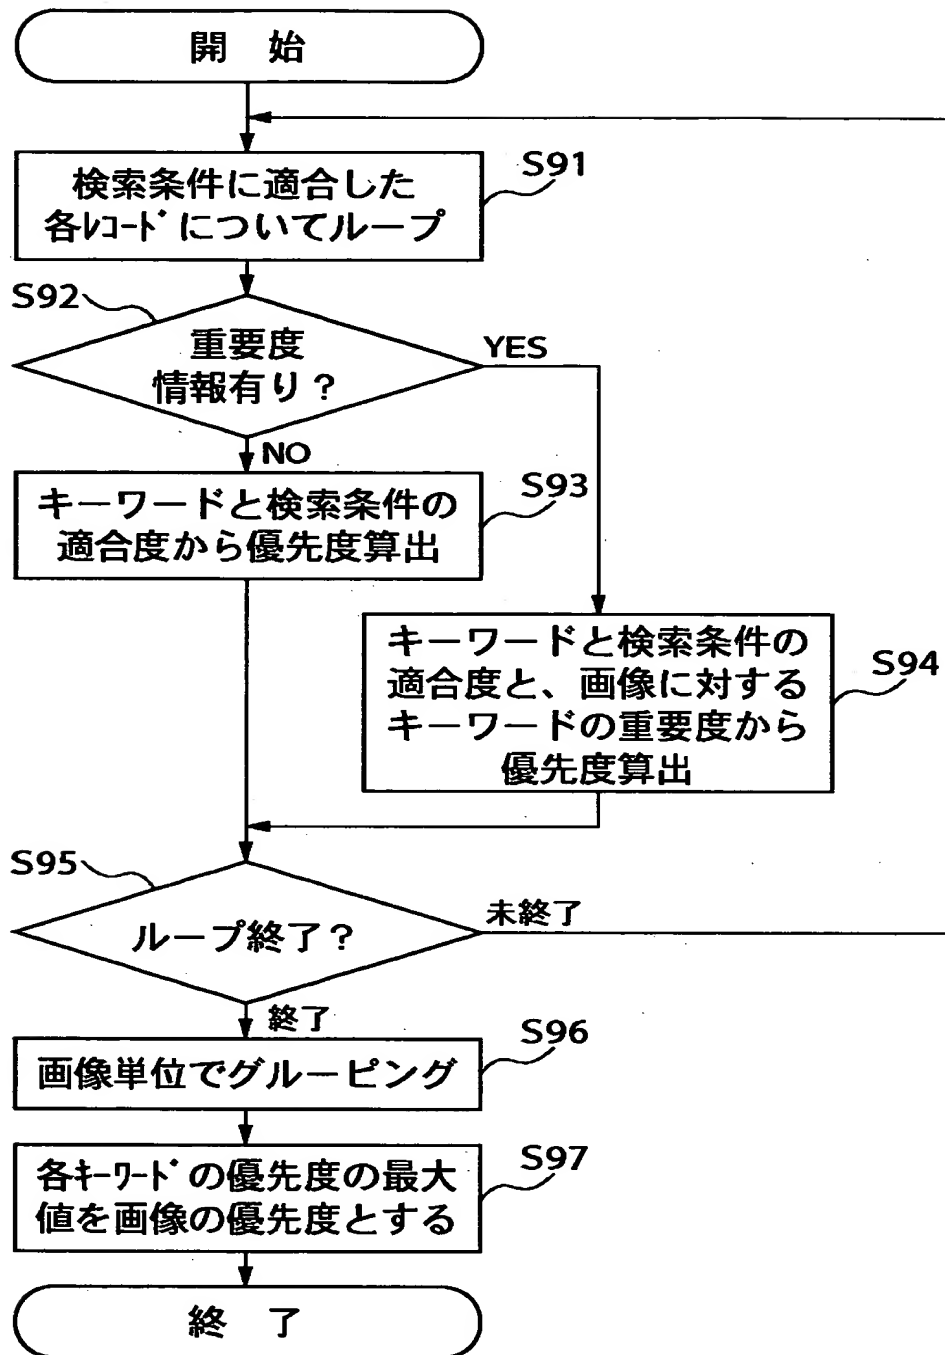 開 始
S91
検索条件に適合した
各ﾚｺｰﾄﾞについてループ
S92
重要度
情報有り？
YES
NO
S93
キーワードと検索条件の
適合度から優先度算出
S94
キーワードと検索条件の
適合度と、画像に対する
キーワードの重要度から
優先度算出
S95
ループ終了？
未終了
終了
S96
画像単位でグルーピング
S97
各ｷｰﾜｰﾄﾞの優先度の最大
値を画像の優先度とする
終 了